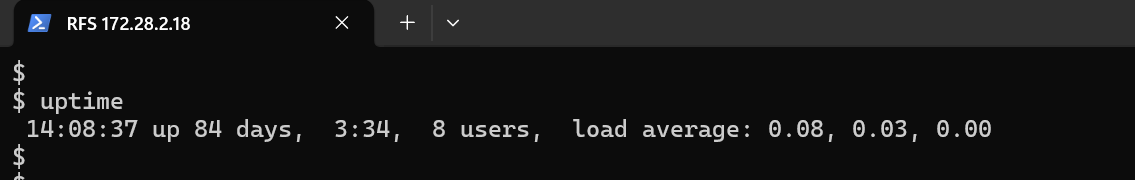 RFS 172.28.2.18
$
$ uptime
 14:08:37 up 84 days,  3:34,  8 users,  load average: 0.08, 0.03, 0.00
$
$